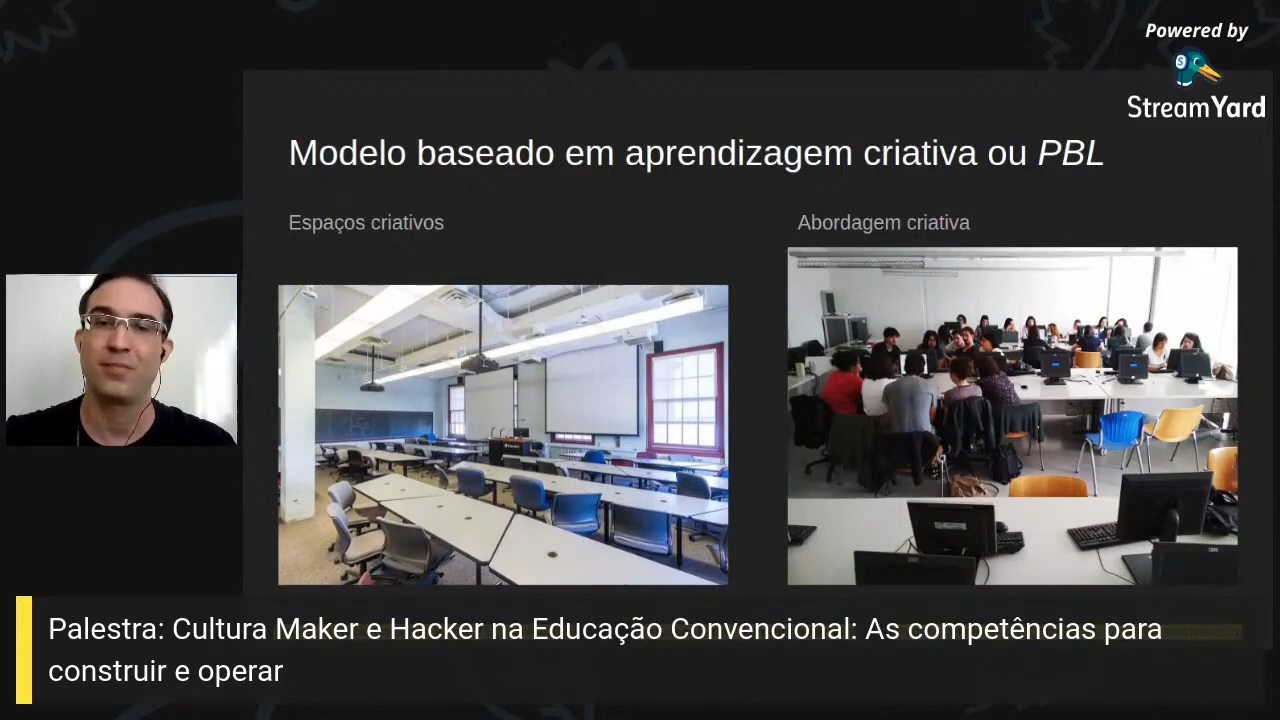 Powered by
StreamYard
Modelo baseado em aprendizagem criativa ou PBL
Espaços criativos
Abordagem criativa
Palestra: Cultura Maker e Hacker na Educação Convencional: As competências para
construir e operar